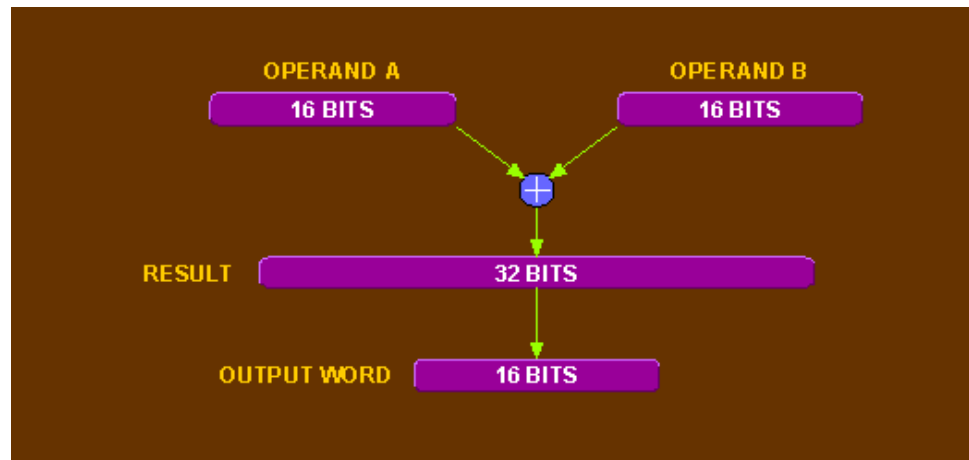 OPERAND A
OPERAND B
16 BITS
16 BITS
RESULT
32 BITS
OUTPUT WORD
16 BITS